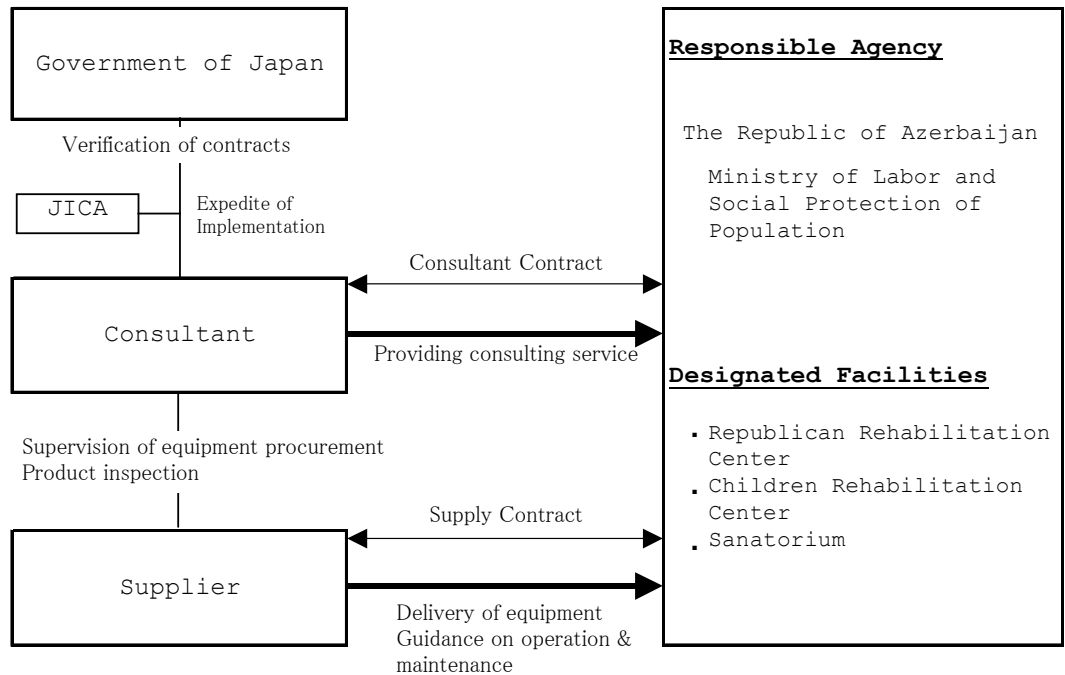 Government of Japan
Verification of contracts
JICA
Expedite of
Implementation
Consultant
Supervision of equipment procurement
Product inspection
Supplier
Consultant Contract
Providing consulting service
Supply Contract
Delivery of equipment
Guidance on operation &
maintenance
Responsible Agency
The Republic of Azerbaijan
Ministry of Labor and
Social Protection of
Population
Designated Facilities
・Republican Rehabilitation
Center
・Children Rehabilitation
Center
・Sanatorium